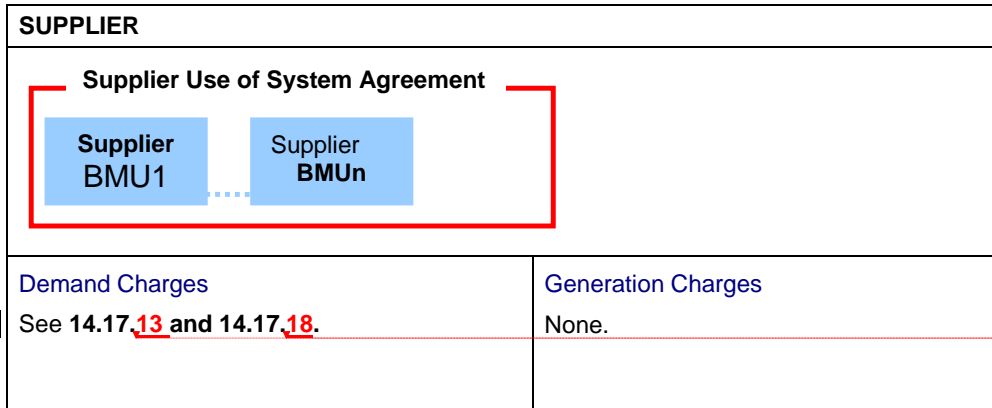 SUPPLIER
Supplier Use of System Agreement
Supplier
BMU1
Supplier
BMUn
Demand Charges
See 14.17.13 and 14.17.18.
Generation Charges
None.